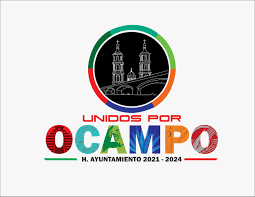 UNIDOS POR
OCAMPO
H. AYUNTAMIENTO 2021 - 2024